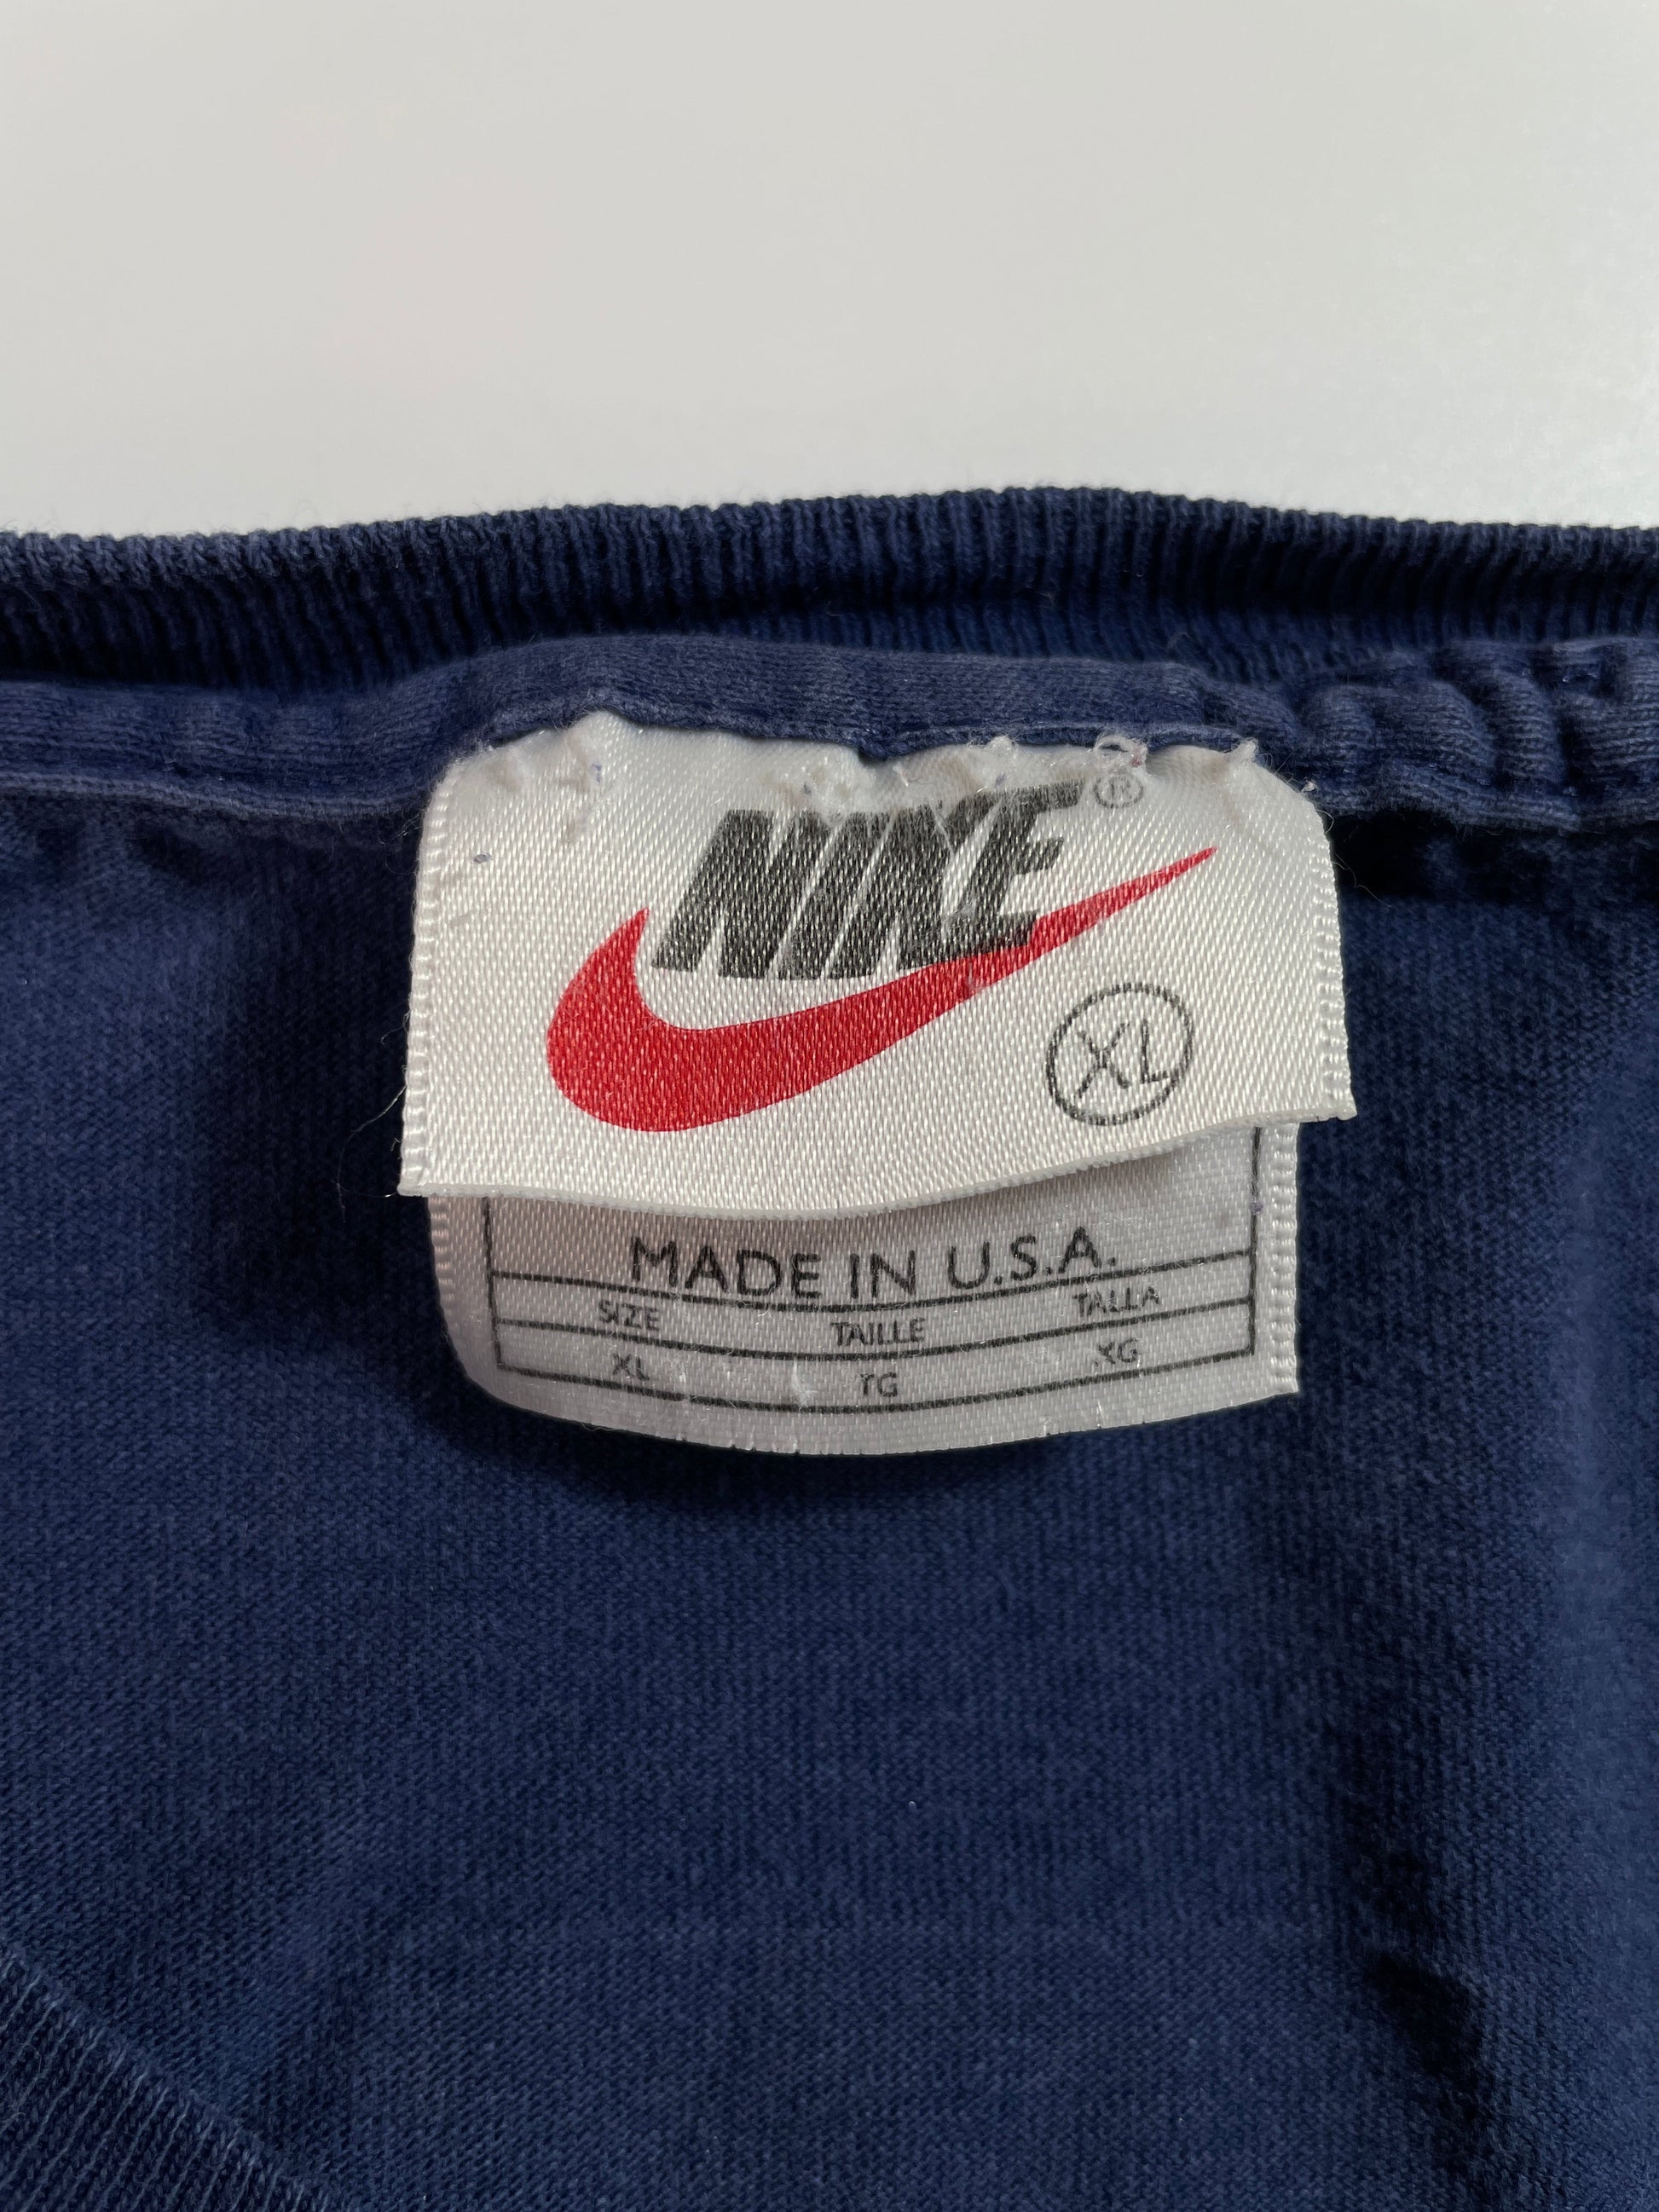 NIKE®
XL
MADE IN U.S.A.
SIZE TAILLE TALLA
XL TG XG